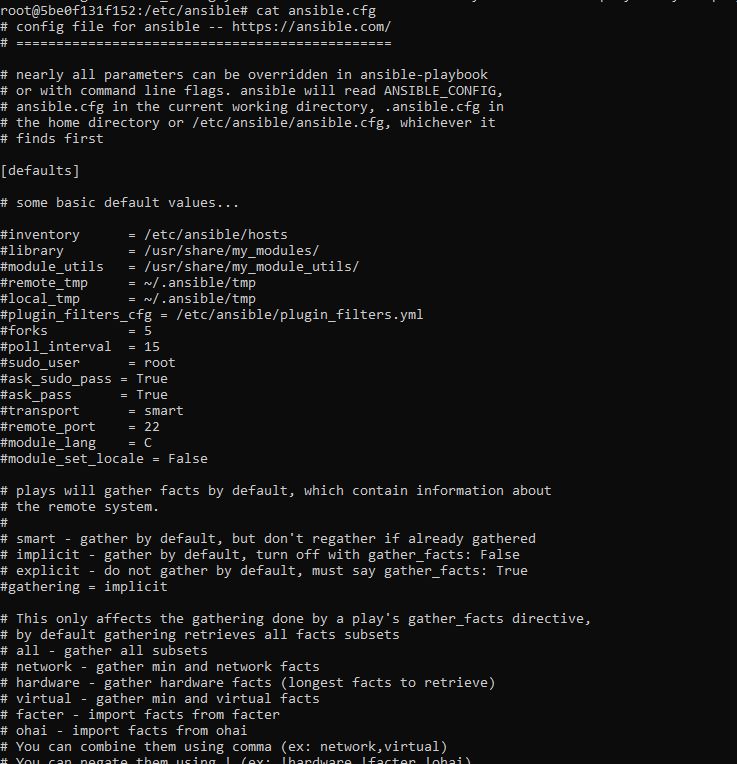 root@5be0f131f152:/etc/ansible# cat ansible.cfg
# config file for ansible -- https://ansible.com/
# ===============================================

# nearly all parameters can be overridden in ansible-playbook
# or with command line flags. ansible will read ANSIBLE_CONFIG,
# ansible.cfg in the current working directory, .ansible.cfg in
# the home directory or /etc/ansible/ansible.cfg, whichever it
# finds first

[defaults]

# some basic default values...

#inventory      = /etc/ansible/hosts
#library        = /usr/share/my_modules/
#module_utils   = /usr/share/my_module_utils/
#remote_tmp     = ~/.ansible/tmp
#local_tmp      = ~/.ansible/tmp
#plugin_filters_cfg = /etc/ansible/plugin_filters.yml
#forks          = 5
#poll_interval  = 15
#sudo_user      = root
#ask_sudo_pass = True
#ask_pass      = True
#transport      = smart
#remote_port    = 22
#module_lang    = C
#module_set_locale = False

# plays will gather facts by default, which contain information about
# the remote system.
#
# smart - gather by default, but don't regather if already gathered
# implicit - gather by default, turn off with gather_facts: False
# explicit - do not gather by default, must say gather_facts: True
#gathering = implicit

# This only affects the gathering done by a play's gather_facts directive,
# by default gathering retrieves all facts subsets
# all - gather all subsets
# network - gather min and network facts
# hardware - gather hardware facts (longest facts to retrieve)
# virtual - gather min and virtual facts
# facter - import facts from facter
# ohai - import facts from ohai
# You can combine them using comma (ex: network,virtual)
# You can negate them using ! (ex: !hardware,!facter,!ohai)